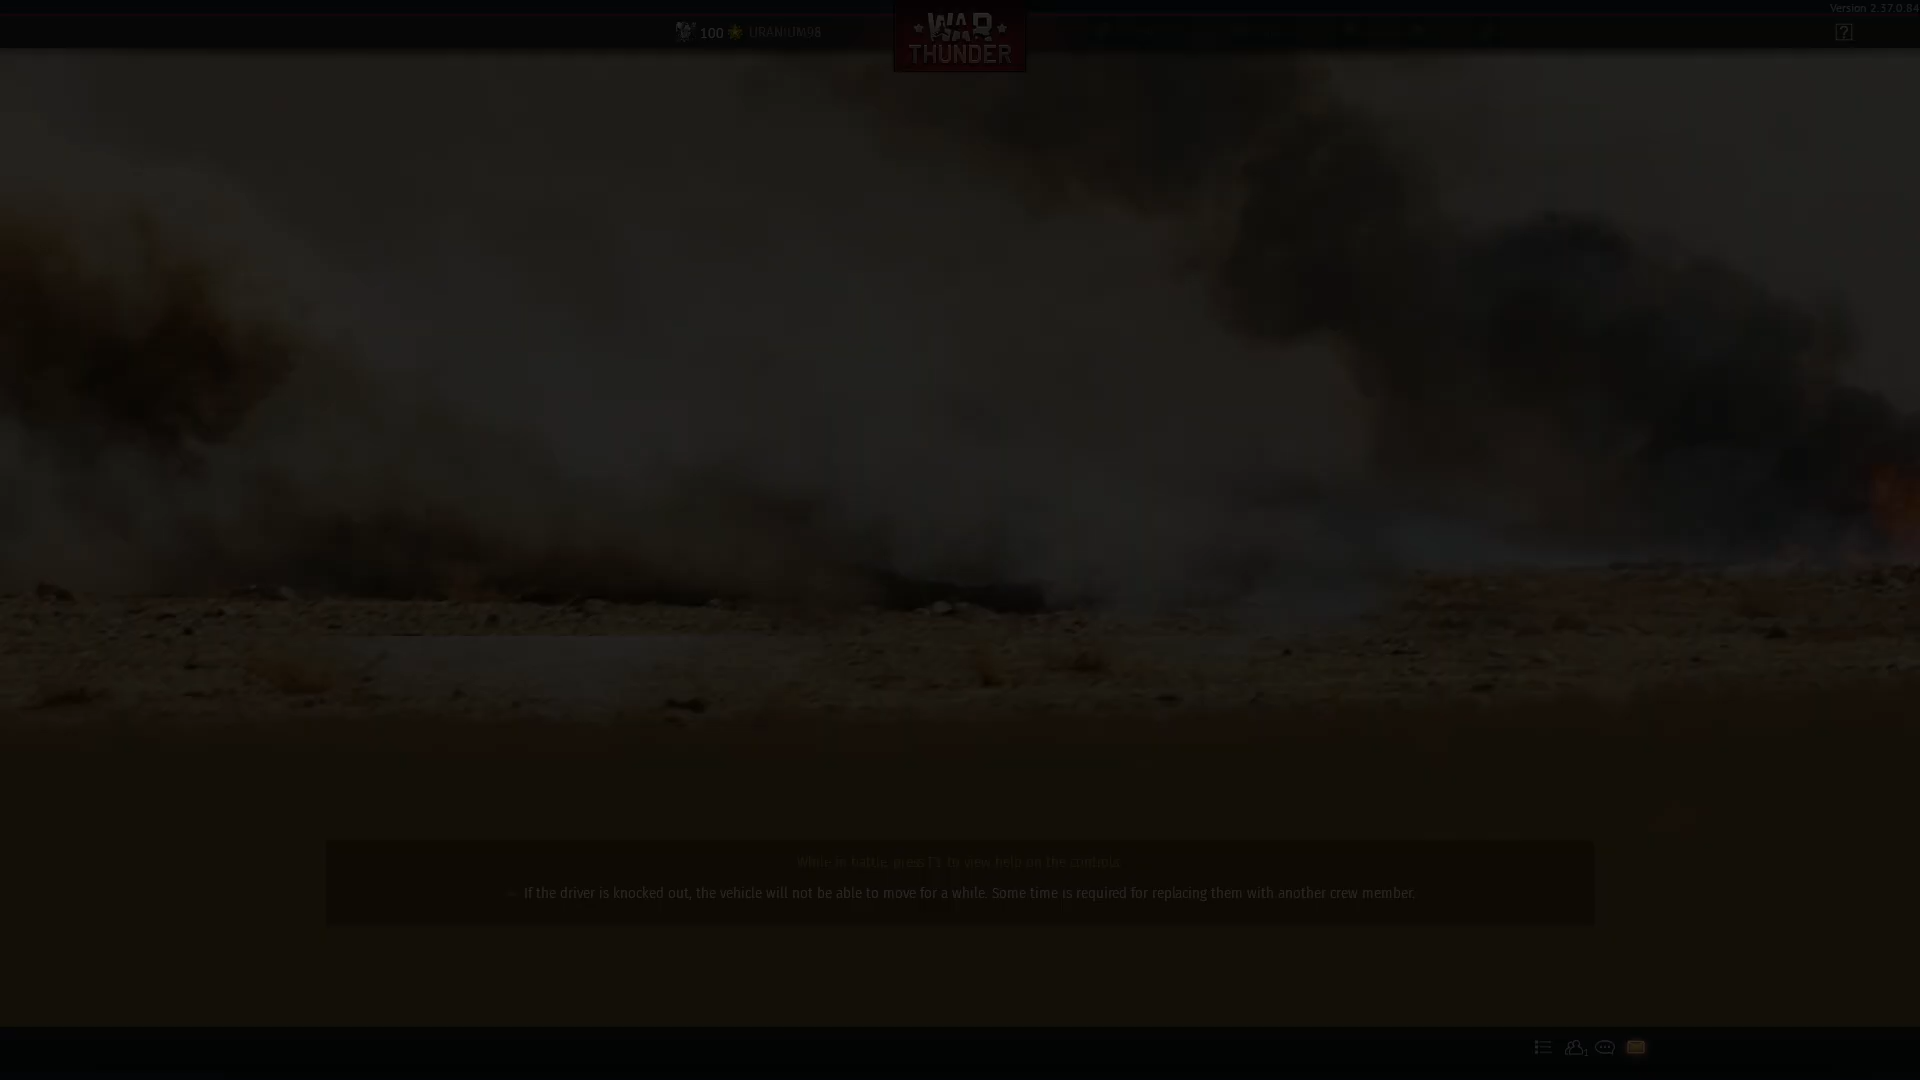 Version 2.57.0.84
100 URANIUM98
WAR
THUNDER
While in battle, press F1 to view help on the controls
If the driver is knocked out, the vehicle will not be able to move for a while. Some time is required for replacing them with another crew member.
1